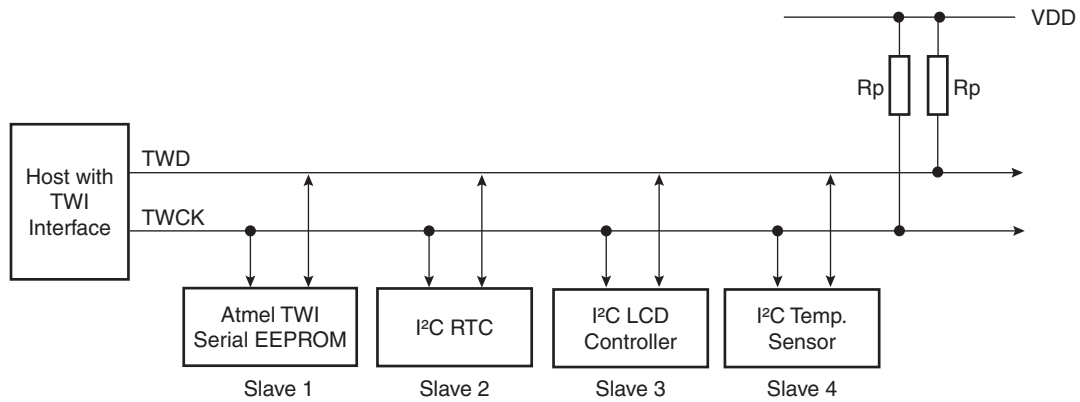 VDD
Rp
Rp
Host with
TWI
Interface
TWD
TWCK
Atmel TWI
Serial EEPROM
I²C RTC
I²C LCD
Controller
I²C Temp.
Sensor
Slave 1
Slave 2
Slave 3
Slave 4